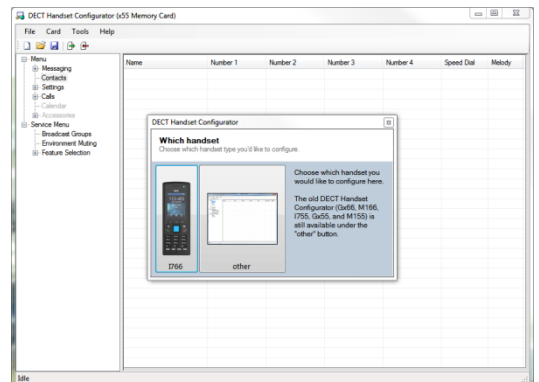 DECT Handset Configurator (x55 Memory Card)
File Card Tools Help
Menu
Messaging
Contacts
Settings
Calls
Calendar
Accessories
Service Menu
Broadcast Groups
Environment Muting
Feature Selection
Name Number 1 Number 2 Number 3 Number 4 Speed Dial Melody
DECT Handset Configurator
Which handset
Choose which handset type you'd like to configure.
Choose which handset you
would like to configure here.
The old DECT Handset
Configurator (Gx66, M166,
I755, Gx55, and M155) is
still available under the
"other" button.
I766
other
Idle